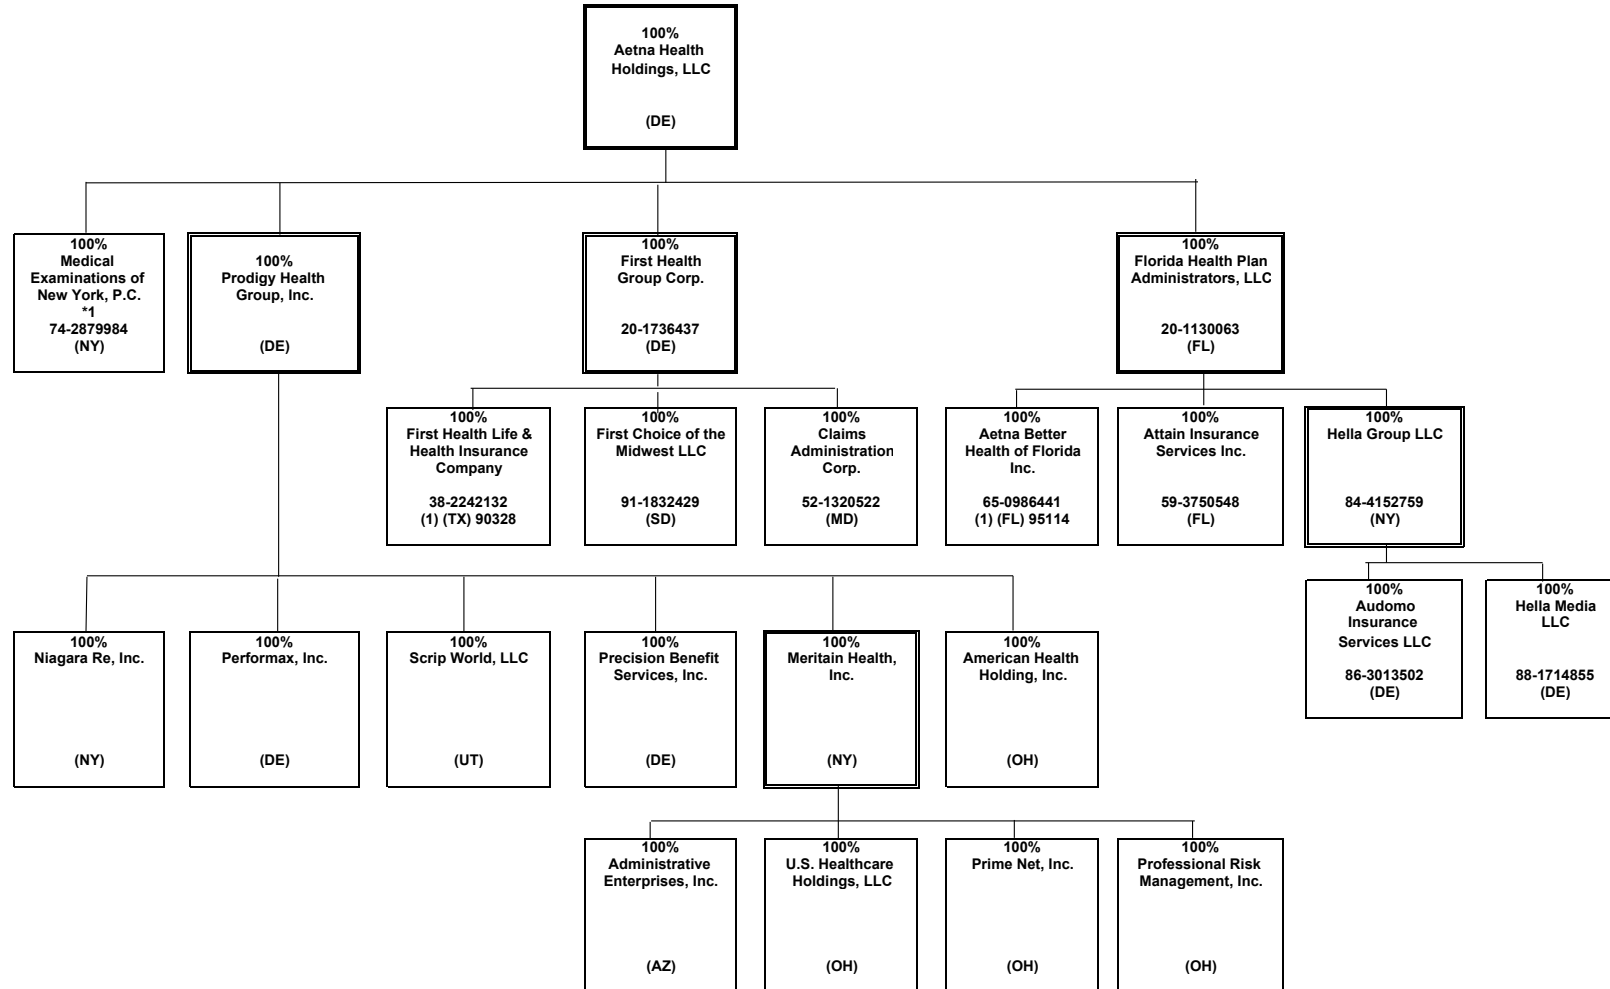 100%
Aetna Health
Holdings, LLC
(DE)
100%
Medical
Examinations of
New York, P.C.
*1
74-2879984
(NY)
100%
Prodigy Health
Group, Inc.
(DE)
100%
First Health
Group Corp.
20-1736437
(DE)
100%
Florida Health Plan
Administrators, LLC
20-1130063
(FL)
100%
First Health Life &
Health Insurance
Company
38-2242132
(1) (TX) 90328
100%
First Choice of the
Midwest LLC
91-1832429
(SD)
100%
Claims
Administration
Corp.
52-1320522
(MD)
100%
Aetna Better
Health of Florida
Inc.
65-0986441
(1) (FL) 95114
100%
Attain Insurance
Services Inc.
59-3750548
(FL)
100%
Hella Group LLC
84-4152759
(NY)
100%
Audomo
Insurance
Services LLC
86-3013502
(DE)
100%
Hella Media
LLC
88-1714855
(DE)
100%
Niagara Re, Inc.
(NY)
100%
Performax, Inc.
(DE)
100%
Scrip World, LLC
(UT)
100%
Precision Benefit
Services, Inc.
(DE)
100%
Meritain Health,
Inc.
(NY)
100%
American Health
Holding, Inc.
(OH)
100%
Administrative
Enterprises, Inc.
(AZ)
100%
U.S. Healthcare
Holdings, LLC
(OH)
100%
Prime Net, Inc.
(OH)
100%
Professional Risk
Management, Inc.
(OH)